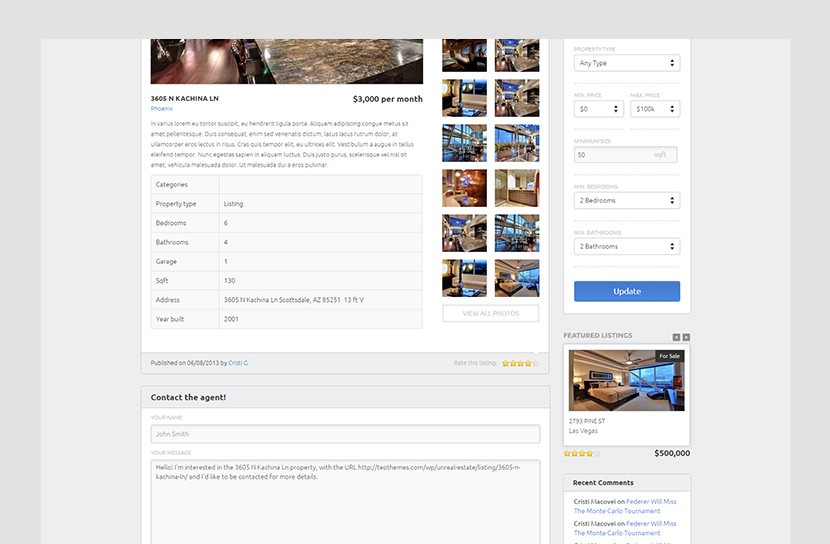 3605 N KACHINA LN
$3,000 per month
Phoenix
In varius lorem eu tortor suscipit, eu hendrerit ligula porta. Aliquam adipiscing congue metus sit
amet pellentesque. Duis consequat, enim sed venenatis dictum, lacus lacus rutrum dolor, at
ullamcorper eros lectus in risus. Cras quis tempor elit, eu ultrices elit. Vestibulum a augue in tellus
eleifend tempor. Nunc egestas sapien in aliquam luctus. Duis justo purus, scelerisque vel nisl sit
amet, vehicula malesuada dolor. Ut malesuada dui a eros pulvinar.
Categories
Property type Listing
Bedrooms 6
Bathrooms 4
Garage 1
Sqft 130
Address 3605 N Kachina Ln Scottsdale, AZ 85251 13 ft V
Year built 2001
VIEW ALL PHOTOS
Published on 06/08/2013 by Cristi G.
Rate this listing:
Contact the agent!
YOUR NAME
John Smith
YOUR MESSAGE
Hello! I'm interested in the 3605 N Kachina Ln property, with the URL http://teothemes.com/wp/unreal-estate/listing/3605-n-
kachina-ln/ and I'd like to be contacted for more details.
PROPERTY TYPE
Any Type
MIN. PRICE MAX. PRICE
$0 $100k
MINIMUM SIZE
50 sqft
MIN. BEDROOMS
2 Bedrooms
MIN. BATHROOMS
2 Bathrooms
Update
FEATURED LISTINGS
For Sale
2793 PINE ST
Las Vegas
$500,000
Recent Comments
Cristi Macovei on Federer Will Miss
The Monte Carlo Tournament
Cristi Macovei on Federer Will Miss
The Monte Carlo Tournament